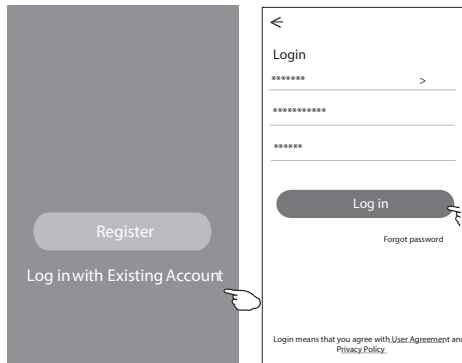 Register
Log in with Existing Account
Login
*******
>
***********
******
Log in
Forgot password
Login means that you agree with User Agreement and
Privacy Policy